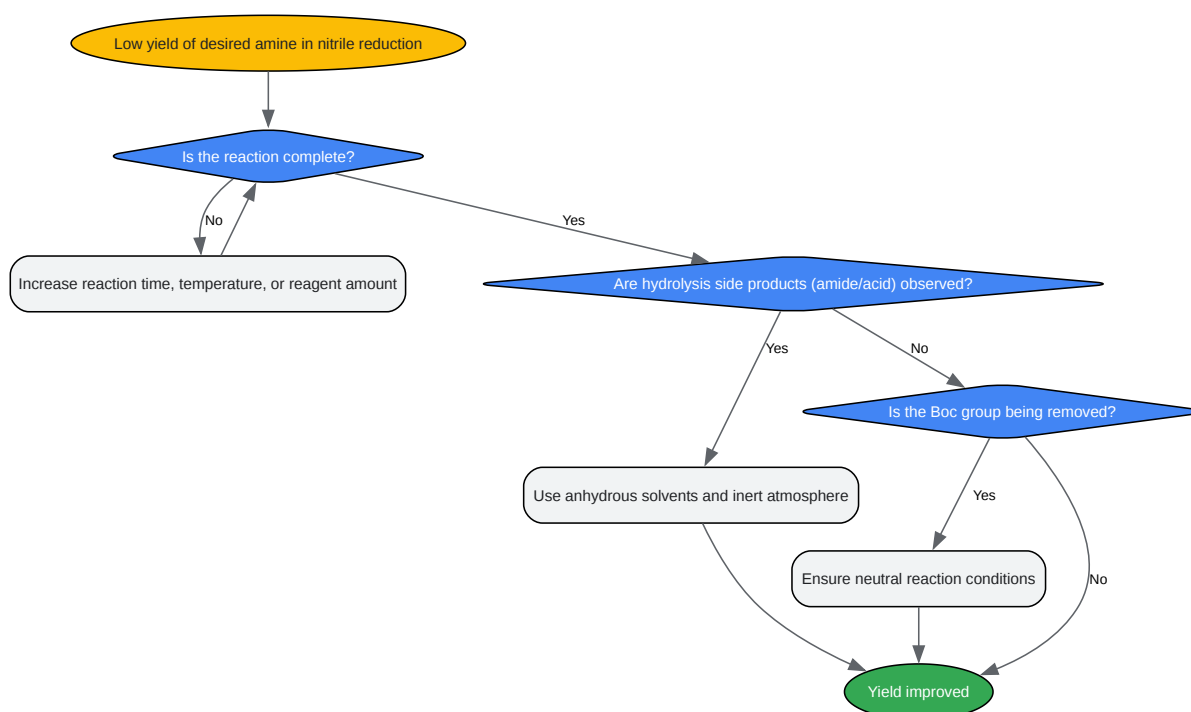 Low yield of desired amine in nitrile reduction
Is the reaction complete?
No
Yes
Increase reaction time, temperature, or reagent amount
Are hydrolysis side products (amide/acid) observed?
Yes
No
Is the Boc group being removed?
Use anhydrous solvents and inert atmosphere
Yes
Ensure neutral reaction conditions
No
Yield improved